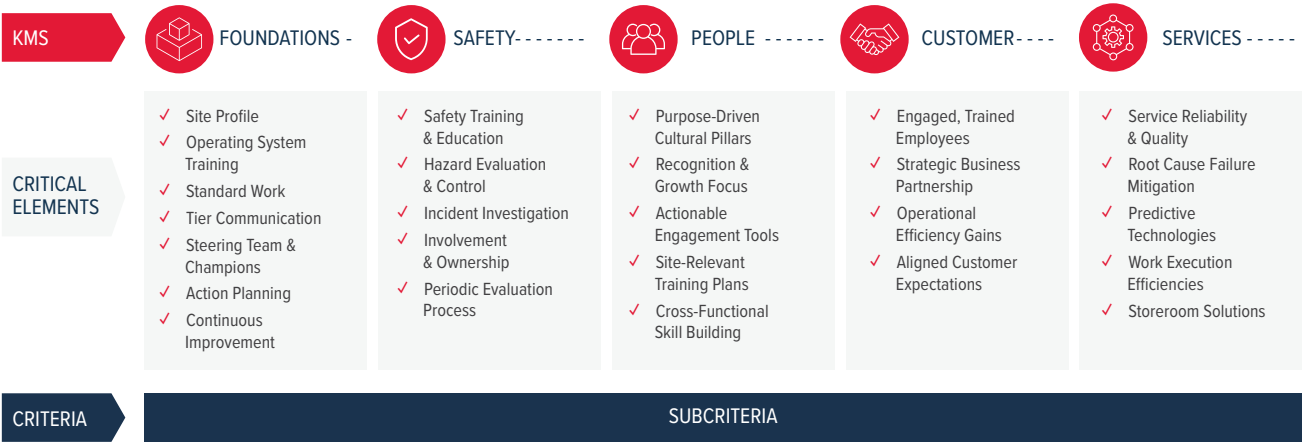 KMS
FOUNDATIONS -
SAFETY- - - - - - -
PEOPLE - - - - - -
CUSTOMER- - - -
SERVICES - - - - -
CRITICAL
ELEMENTS
✓ Site Profile
✓ Operating System
Training
✓ Standard Work
✓ Tier Communication
✓ Steering Team &
Champions
✓ Action Planning
✓ Continuous
Improvement
✓ Safety Training
& Education
✓ Hazard Evaluation
& Control
✓ Incident Investigation
✓ Involvement
& Ownership
✓ Periodic Evaluation
Process
✓ Purpose-Driven
Cultural Pillars
✓ Recognition &
Growth Focus
✓ Actionable
Engagement Tools
✓ Site-Relevant
Training Plans
✓ Cross-Functional
Skill Building
✓ Engaged, Trained
Employees
✓ Strategic Business
Partnership
✓ Operational
Efficiency Gains
✓ Aligned Customer
Expectations
✓ Service Reliability
& Quality
✓ Root Cause Failure
Mitigation
✓ Predictive
Technologies
✓ Work Execution
Efficiencies
✓ Storeroom Solutions
CRITERIA
SUBCRITERIA